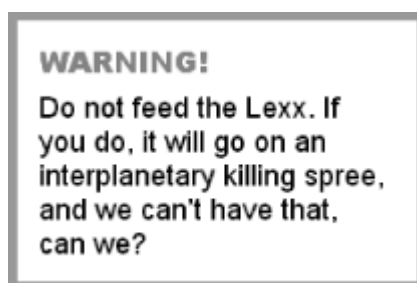 WARNING!
Do not feed the Lexx. If
you do, it will go on an
interplanetary killing spree,
and we can't have that,
can we?